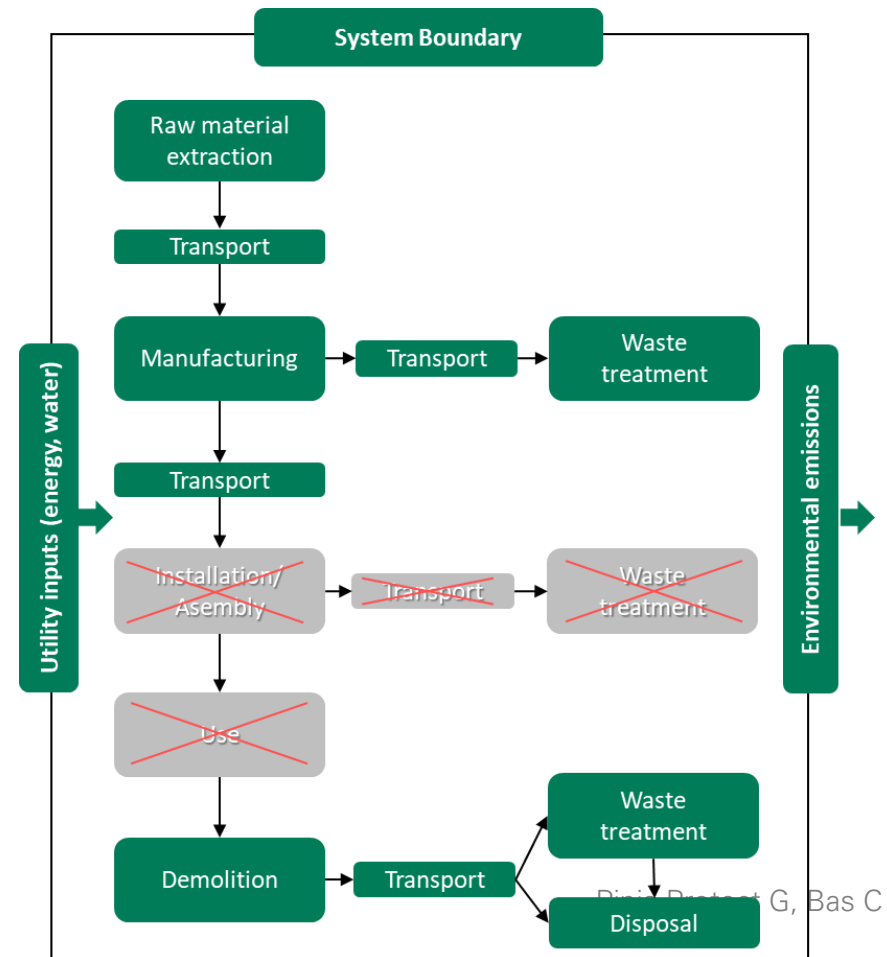 System Boundary
Raw material
extraction
Transport
Manufacturing
Transport
Waste
treatment
Transport
Utility inputs (energy, water)
Environmental emissions
Installation/
Asembly
Transport
Waste
treatment
Use
Demolition
Transport
Waste
treatment
G, Bas C
Disposal